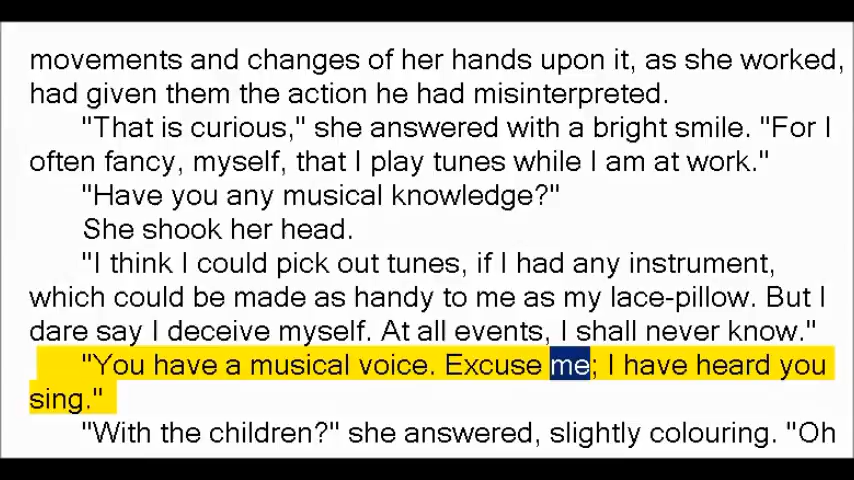 movements and changes of her hands upon it, as she worked,
had given them the action he had misinterpreted.
"That is curious," she answered with a bright smile. "For I
often fancy, myself, that I play tunes while I am at work."
"Have you any musical knowledge?"
She shook her head.
"I think I could pick out tunes, if I had any instrument,
which could be made as handy to me as my lace-pillow. But I
dare say I deceive myself. At all events, I shall never know."
"You have a musical voice. Excuse me; I have heard you
sing."
"With the children?" she answered, slightly colouring. "Oh